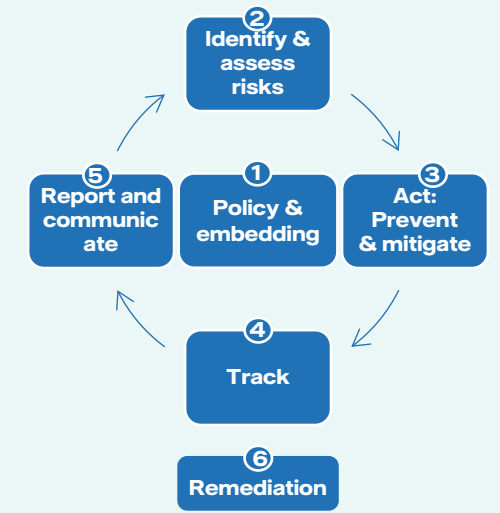 2
Identify &
assess
risks
5
Report and
communic
ate
1
Policy &
embedding
3
Act:
Prevent
& mitigate
4
Track
6
Remediation